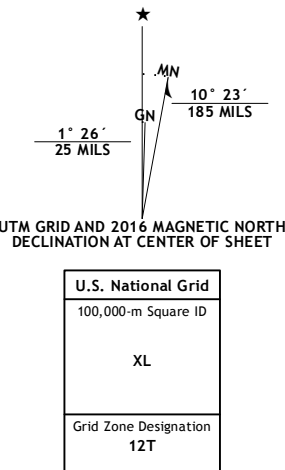 ★
MN
GN
10° 23´
185 MILS
1° 26´
25 MILS
UTM GRID AND 2016 MAGNETIC NORTH
DECLINATION AT CENTER OF SHEET
U.S. National Grid
100,000-m Square ID
XL
Grid Zone Designation
12T